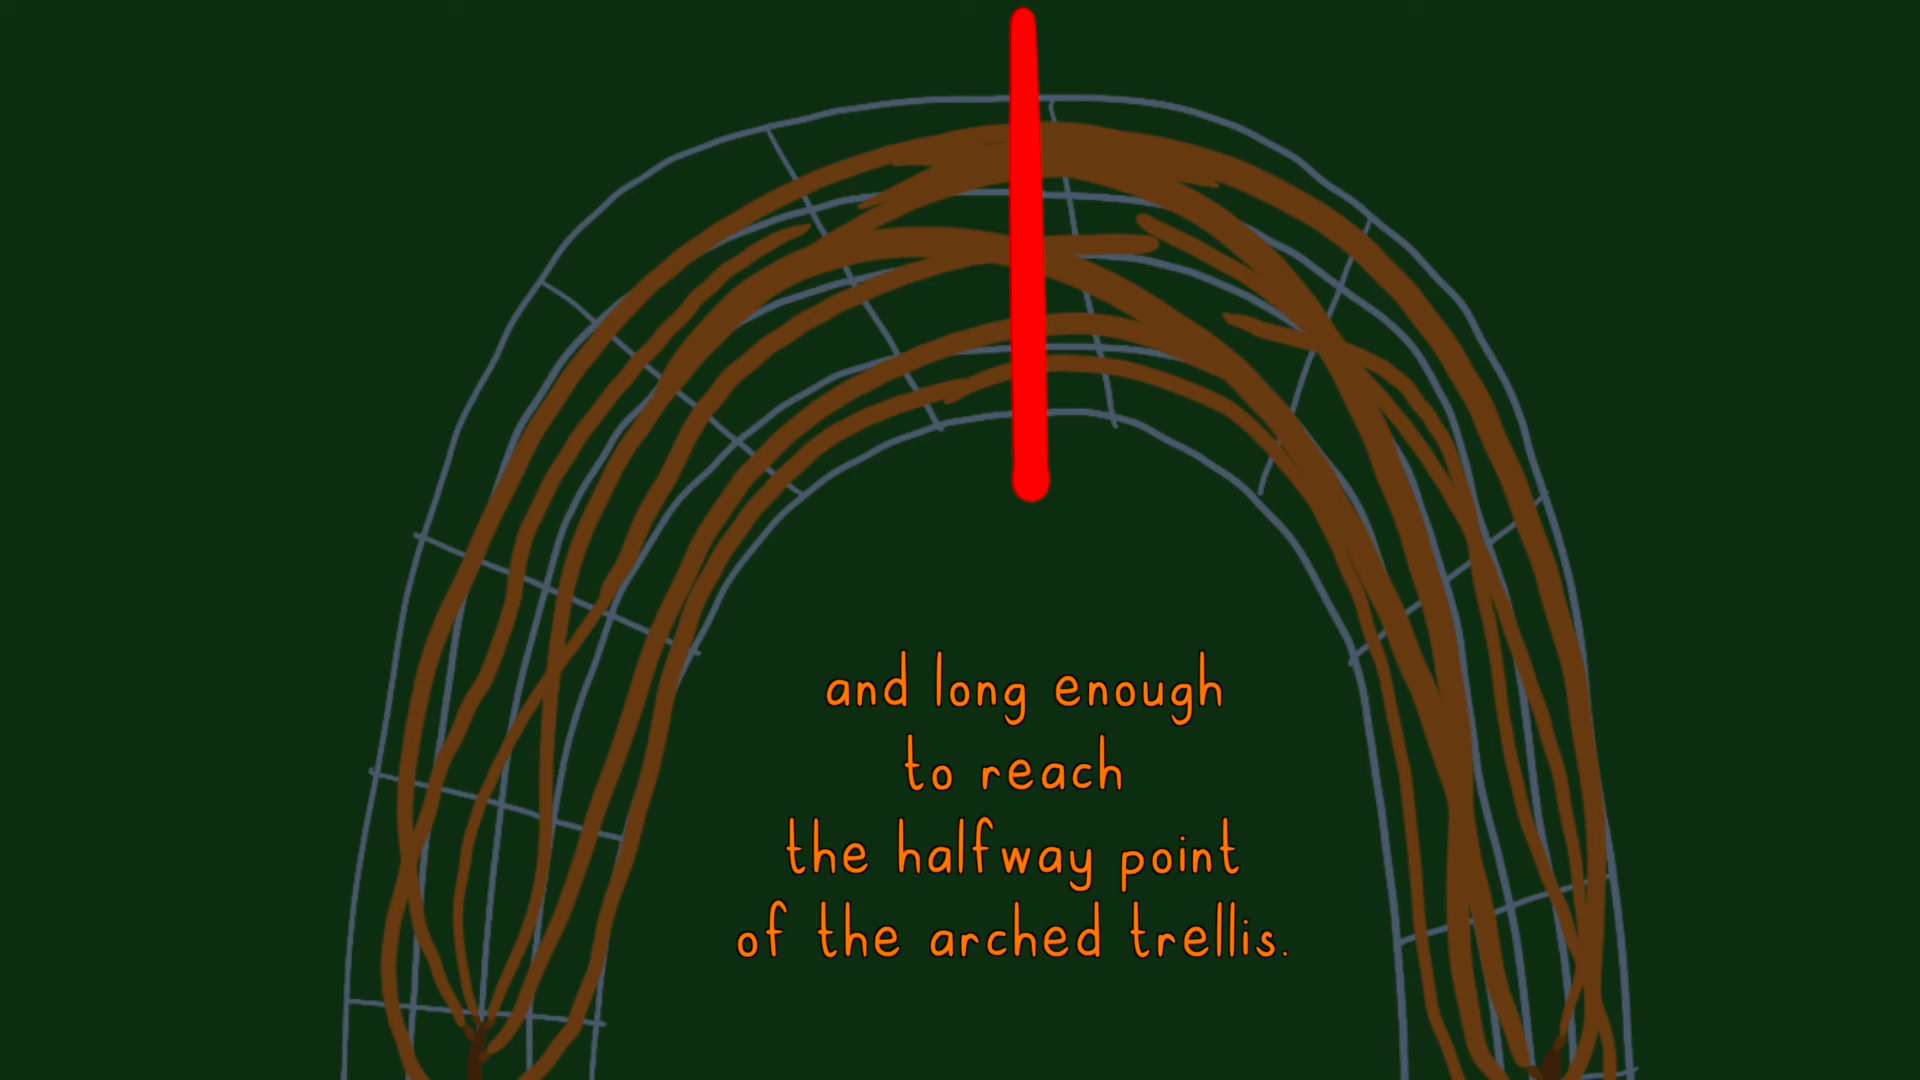 and long enough
to reach
the halfway point
of the arched trellis.